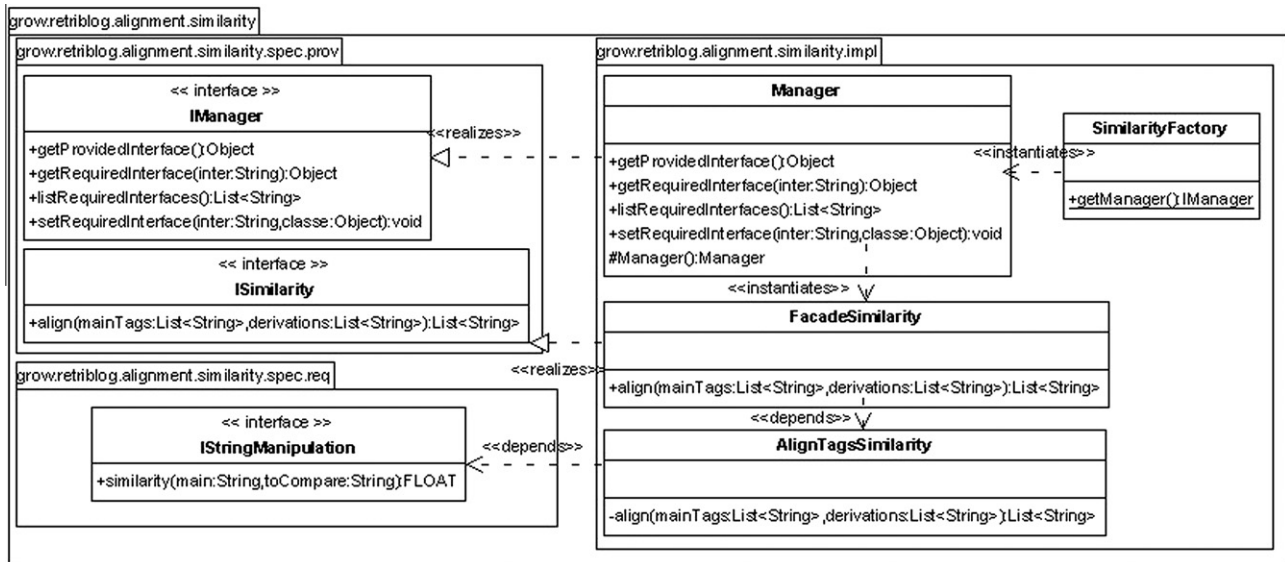 grow.retriblog.alignment.similarity
grow.retriblog.alignment.similarity.spec.prov
<< interface >>
IManager
+getProvidedInterface():Object
+getRequiredInterface(inter:String):Object
+listRequiredInterfaces():List<String>
+setRequiredInterface(inter:String,classe:Object):void
<< interface >>
ISimilarity
+align(mainTags:List<String>,derivations:List<String>):List<String>
grow.retriblog.alignment.similarity.spec.req
<< interface >>
IStringManipulation
+similarity(main:String,toCompare:String):FLOAT
<<realizes>>
<<realizes>>
<<depends>>
grow.retriblog.alignment.similarity.impl
Manager
+getProvidedInterface():Object
+getRequiredInterface(inter:String):Object
+listRequiredInterfaces():List<String>
+setRequiredInterface(inter:String,classe:Object):void
#Manager():Manager
<<instantiates>>
SimilarityFactory
+getManager():IManager
<<instantiates>>
FacadeSimilarity
+align(mainTags:List<String>,derivations:List<String>):List<String>
<<depends>>
AlignTagsSimilarity
-align(mainTags:List<String>,derivations:List<String>):List<String>